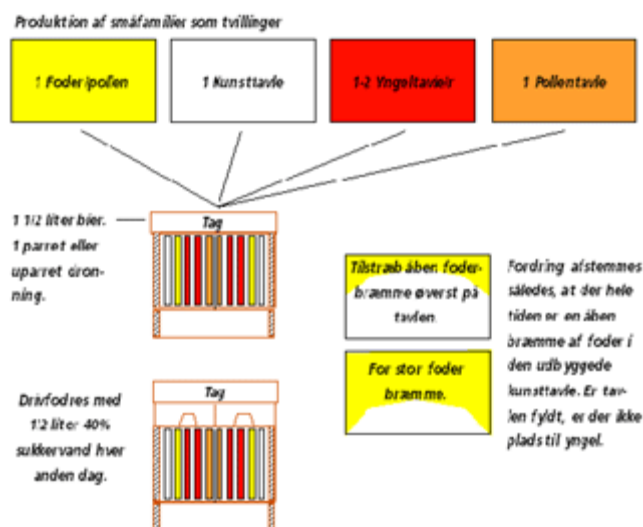 Produktion af småfamilier som tvillinger
1 Foder/pollen
1 Kunsttavle
1-2 Yngeltavle/r
1 Pollentavle
1 1/2 liter bier.
1 parret eller
uparret dron-
ning.
Tag
Tilstræb åben foder-
bræmme øverst på
tavlen.
For stor foder
bræmme.
Fordring afstemmes
således, at der hele
tiden er en åben
bræmme af foder i
den udbyggede
kunsttavle. Er tav-
len fyldt, er der ikke
plads til yngel.
Drivfodres med
1/2 liter 40%
sukkervand hver
anden dag.
Tag